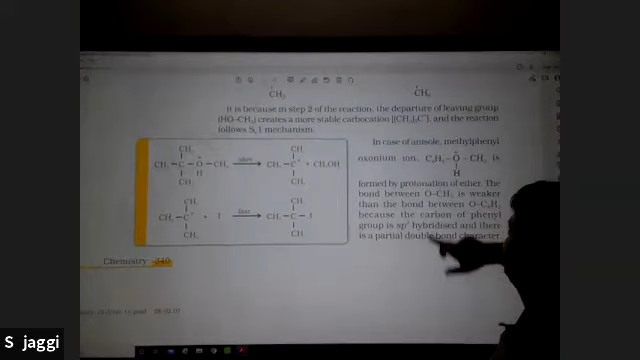 CH₃ CH₃
It is because in step 2 of the reaction, the departure of leaving group
(HO–CH₃) creates a more stable carbocation [(CH₃)₃C⁺], and the reaction
follows Sₙ1 mechanism.
CH₃ CH₃
CH₃–C–O–CH₃ slow CH₃–C⁺ + CH₃OH
CH₃ H CH₃
CH₃ CH₃
CH₃–C⁺ + I fast CH₃–C–I
CH₃ CH₃
In case of anisole, methylphenyl
oxonium ion, C₆H₅–O–CH₃ is
H
formed by protonation of ether. The
bond between O–CH₃ is weaker
than the bond between O–C₆H₅
because the carbon of phenyl
group is sp² hybridised and there
is a partial double bond character.
Chemistry 340
S jaggi